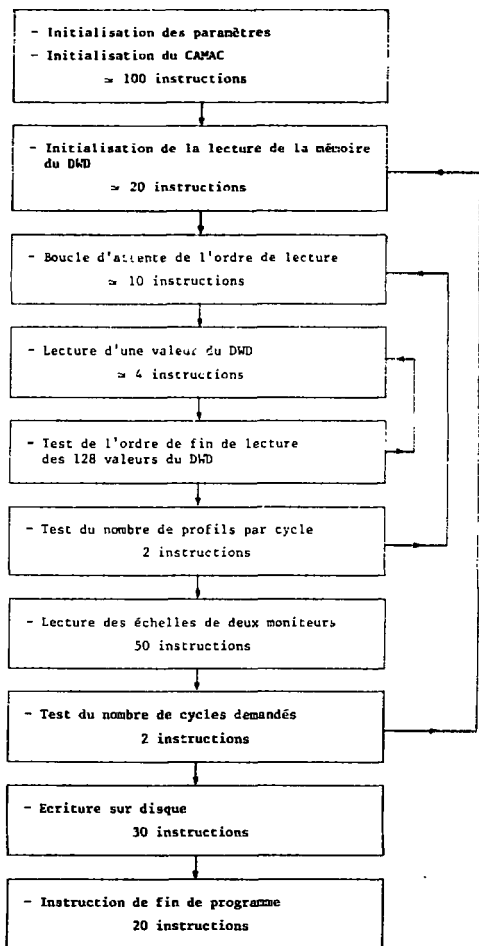 - Initialisation des paramètres
- Initialisation du CAMAC
≃ 100 instructions
- Initialisation de la lecture de la mémoire
du DWD
≃ 20 instructions
- Boucle d'attente de l'ordre de lecture
≃ 10 instructions
- Lecture d'une valeur du DWD
≃ 4 instructions
- Test de l'ordre de fin de lecture
des 128 valeurs du DWD
- Test du nombre de profils par cycle
2 instructions
- Lecture des échelles de deux moniteurs
50 instructions
- Test du nombre de cycles demandés
2 instructions
- Ecriture sur disque
30 instructions
- Instruction de fin de programme
20 instructions